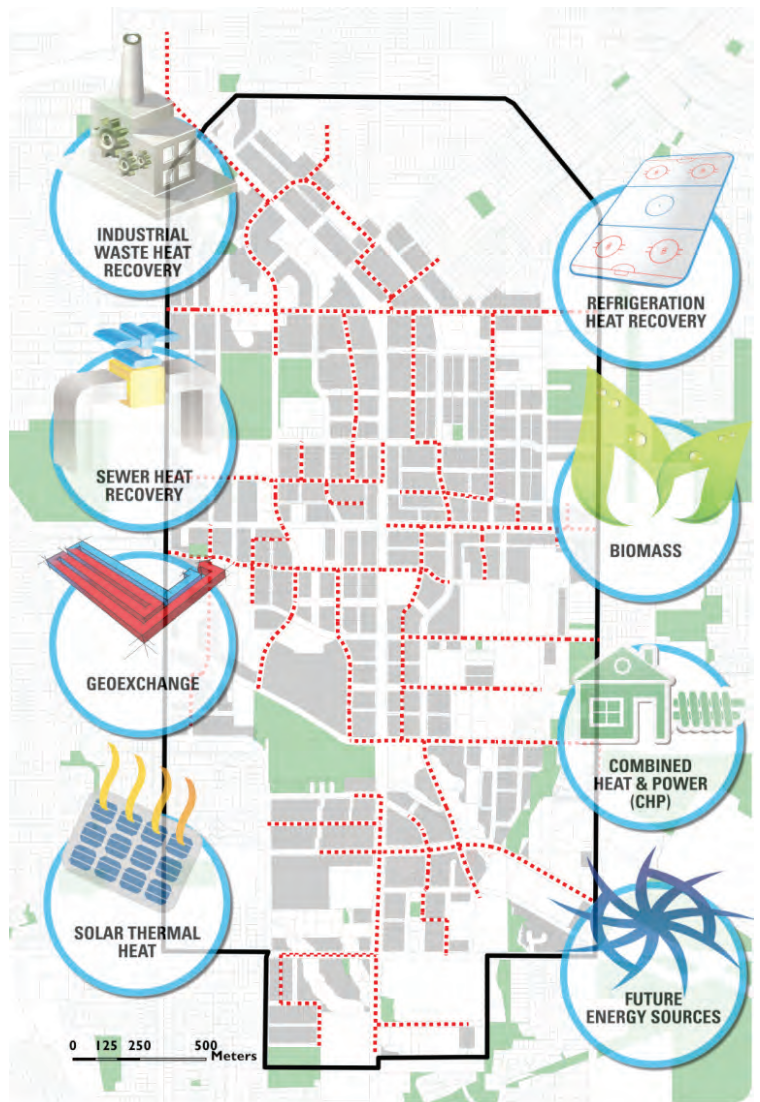 INDUSTRIAL
WASTE HEAT
RECOVERY
REFRIGERATION
HEAT RECOVERY
SEWER HEAT
RECOVERY
BIOMASS
GEOEXCHANGE
COMBINED
HEAT & POWER
(CHP)
SOLAR THERMAL
HEAT
FUTURE
ENERGY SOURCES
0 125 250 500
Meters